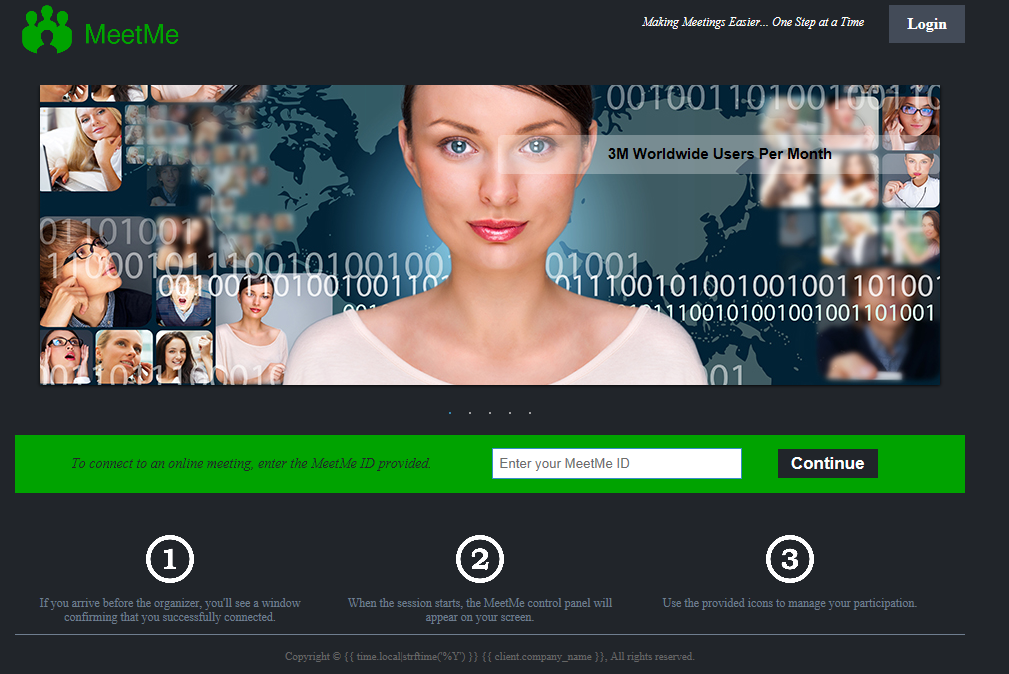 MeetMe
Making Meetings Easier... One Step at a Time
Login
3M Worldwide Users Per Month
To connect to an online meeting, enter the MeetMe ID provided.
Enter your MeetMe ID
Continue
1
2
3
If you arrive before the organizer, you'll see a window
confirming that you successfully connected.
When the session starts, the MeetMe control panel will
appear on your screen.
Use the provided icons to manage your participation.
Copyright © {{ time.local|strftime('%Y') }} {{ client.company_name }}, All rights reserved.